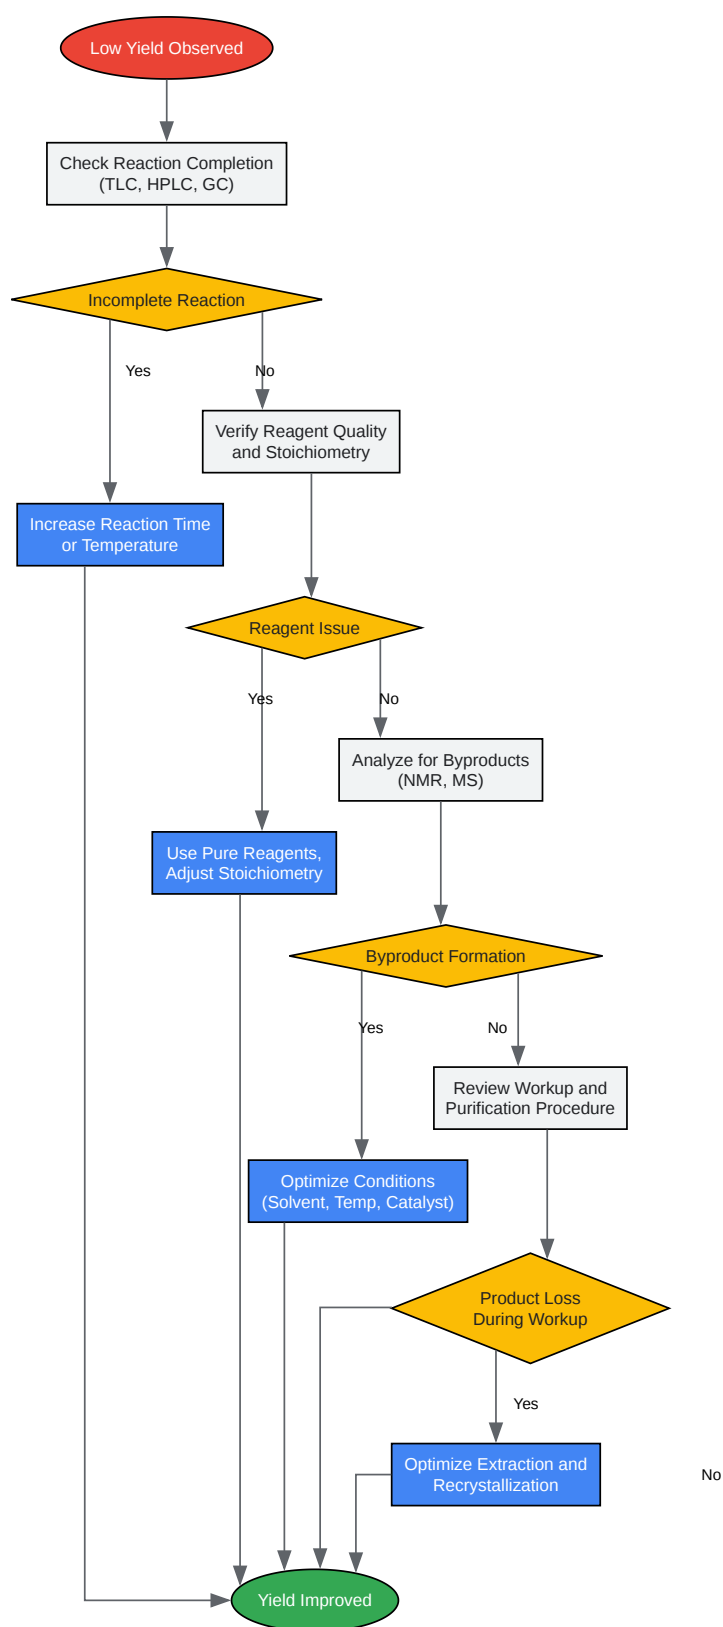 Low Yield Observed
Check Reaction Completion
(TLC, HPLC, GC)
Incomplete Reaction
Yes
No
Verify Reagent Quality
and Stoichiometry
Increase Reaction Time
or Temperature
Reagent Issue
Yes
No
Analyze for Byproducts
(NMR, MS)
Use Pure Reagents,
Adjust Stoichiometry
Byproduct Formation
Yes
No
Review Workup and
Purification Procedure
Optimize Conditions
(Solvent, Temp, Catalyst)
Product Loss
During Workup
Yes
Optimize Extraction and
Recrystallization
No
Yield Improved